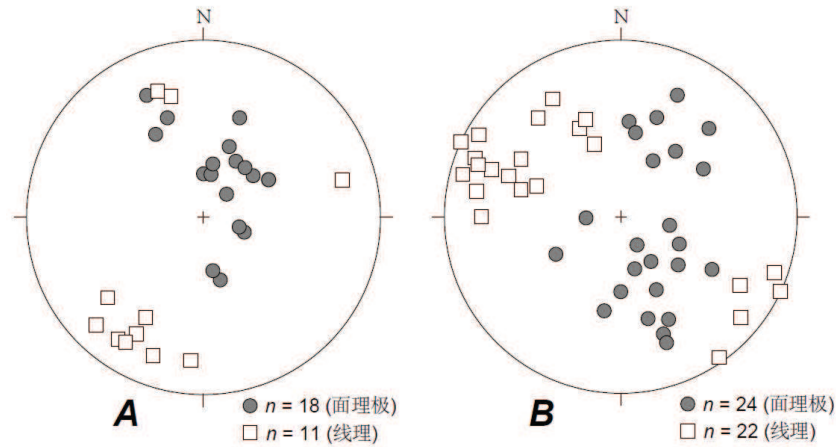 N N
A B
n = 18 (面理极) n = 24 (面理极)
n = 11 (线理) n = 22 (线理)